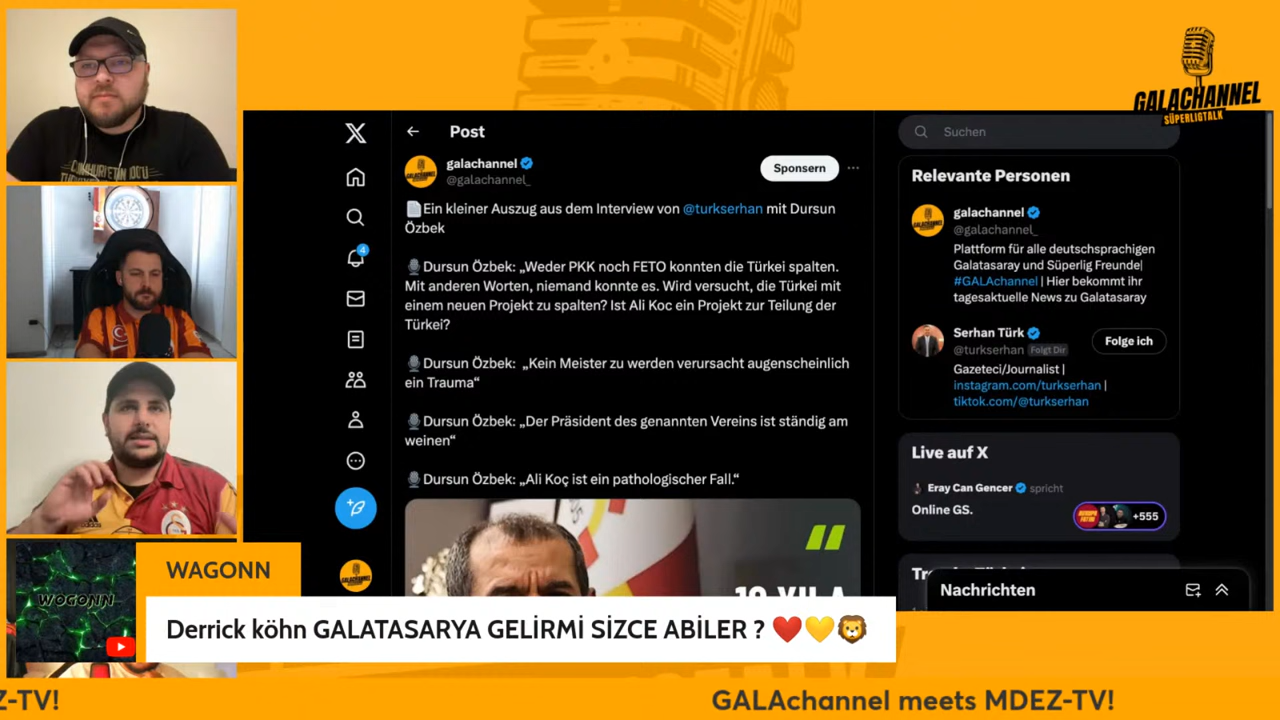 GALACHANNEL
SÜPERLIGTALK
Post
galachannel
@galachannel_
Sponsern
📄Ein kleiner Auszug aus dem Interview von @turkserhan mit Dursun
Özbek
🎙️Dursun Özbek: „Weder PKK noch FETO konnten die Türkei spalten.
Mit anderen Worten, niemand konnte es. Wird versucht, die Türkei mit
einem neuen Projekt zu spalten? Ist Ali Koc ein Projekt zur Teilung der
Türkei?
🎙️Dursun Özbek: „Kein Meister zu werden verursacht augenscheinlich
ein Trauma“
🎙️Dursun Özbek: „Der Präsident des genannten Vereins ist ständig am
weinen“
🎙️Dursun Özbek: „Ali Koç ist ein pathologischer Fall.“
4
Suchen
Relevante Personen
galachannel
@galachannel_
Plattform für alle deutschsprachigen
Galatasaray und Süperlig Freunde|
#GALAchannel | Hier bekommt ihr
tagesaktuelle News zu Galatasaray
Serhan Türk
@turkserhan Folgt Dir
Folge ich
Gazeteci/Journalist |
instagram.com/turkserhan |
tiktok.com/@turkserhan
Live auf X
Eray Can Gencer spricht
Online GS.
+555
Nachrichten
WOGONN
WAGONN
Derrick köhn GALATASARYA GELİRMİ SİZCE ABİLER ? ❤️💛🦁
Z-TV!
GALAchannel meets MDEZ-TV!